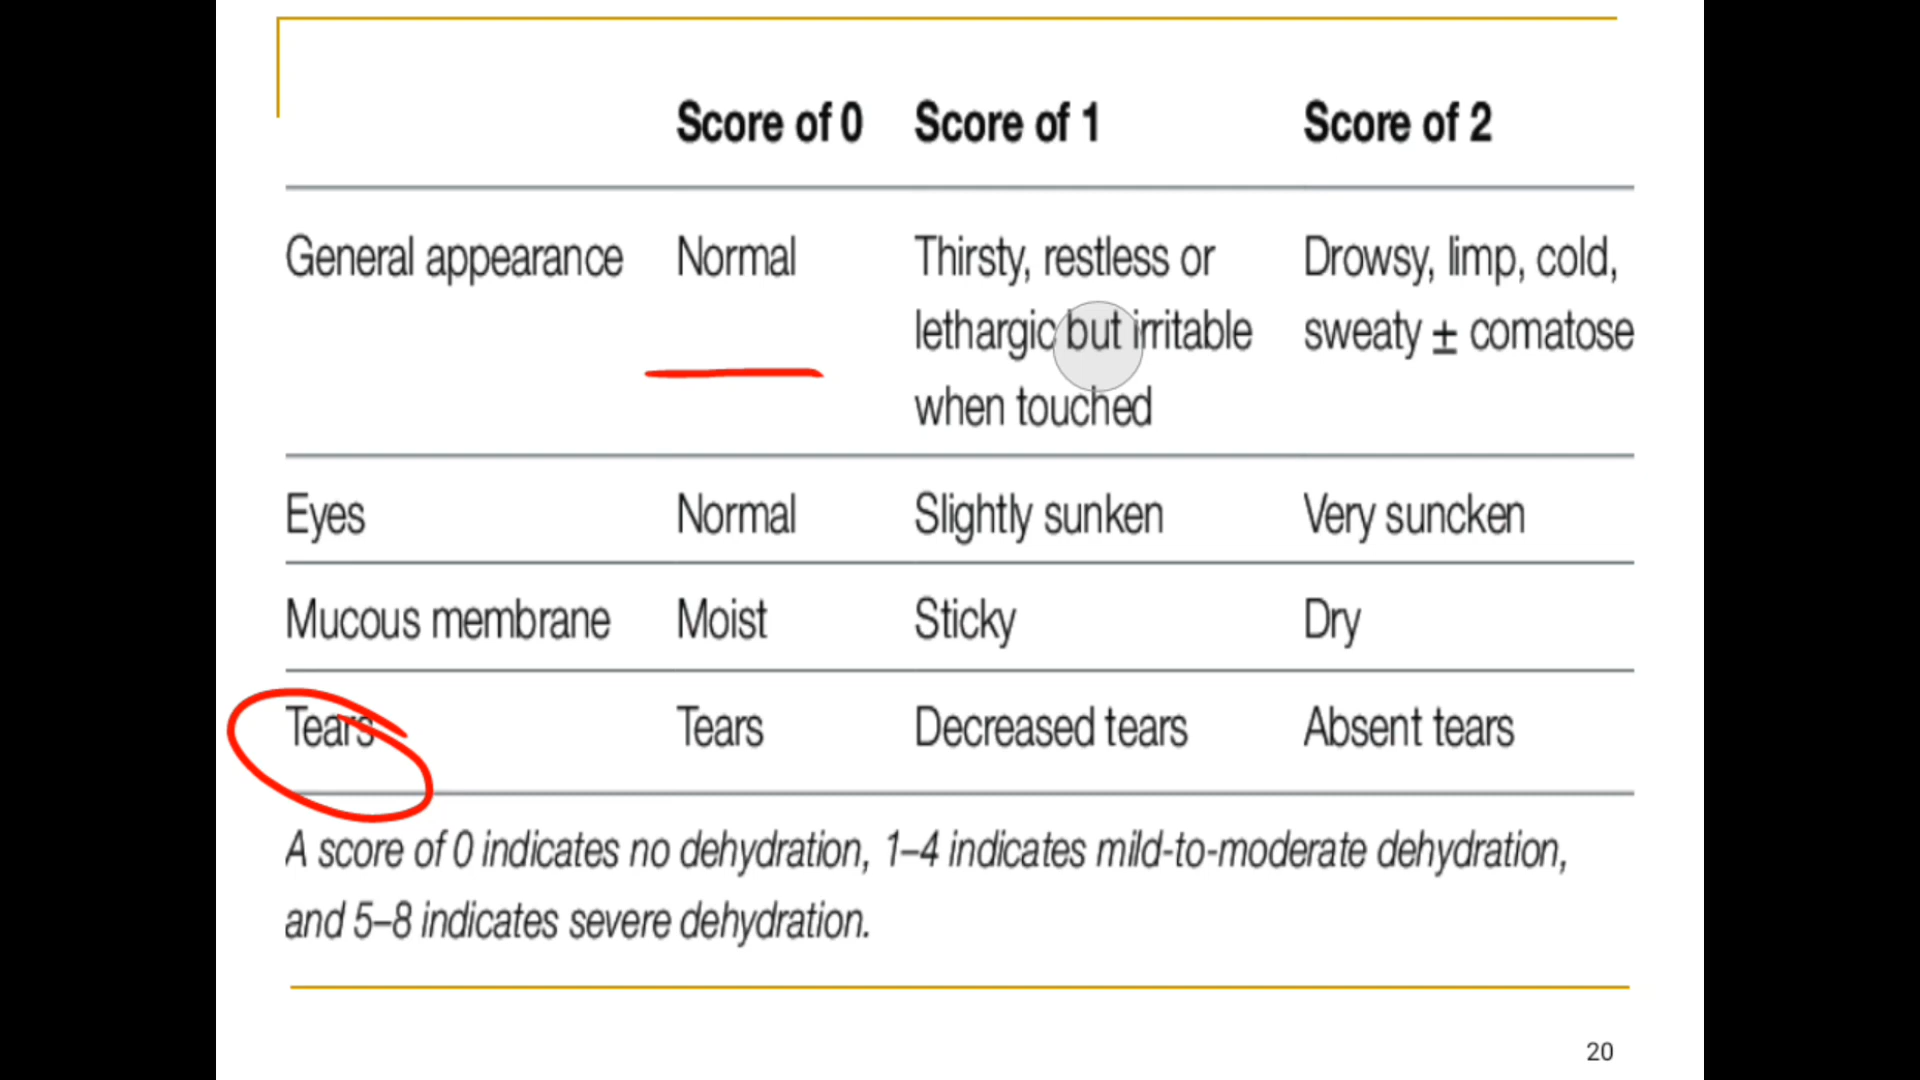 Score of 0 Score of 1 Score of 2
General appearance Normal Thirsty, restless or Drowsy, limp, cold,
lethargic but irritable sweaty ± comatose
when touched
Eyes Normal Slightly sunken Very suncken
Mucous membrane Moist Sticky Dry
Tears Tears Decreased tears Absent tears
A score of 0 indicates no dehydration, 1–4 indicates mild-to-moderate dehydration,
and 5–8 indicates severe dehydration.
20